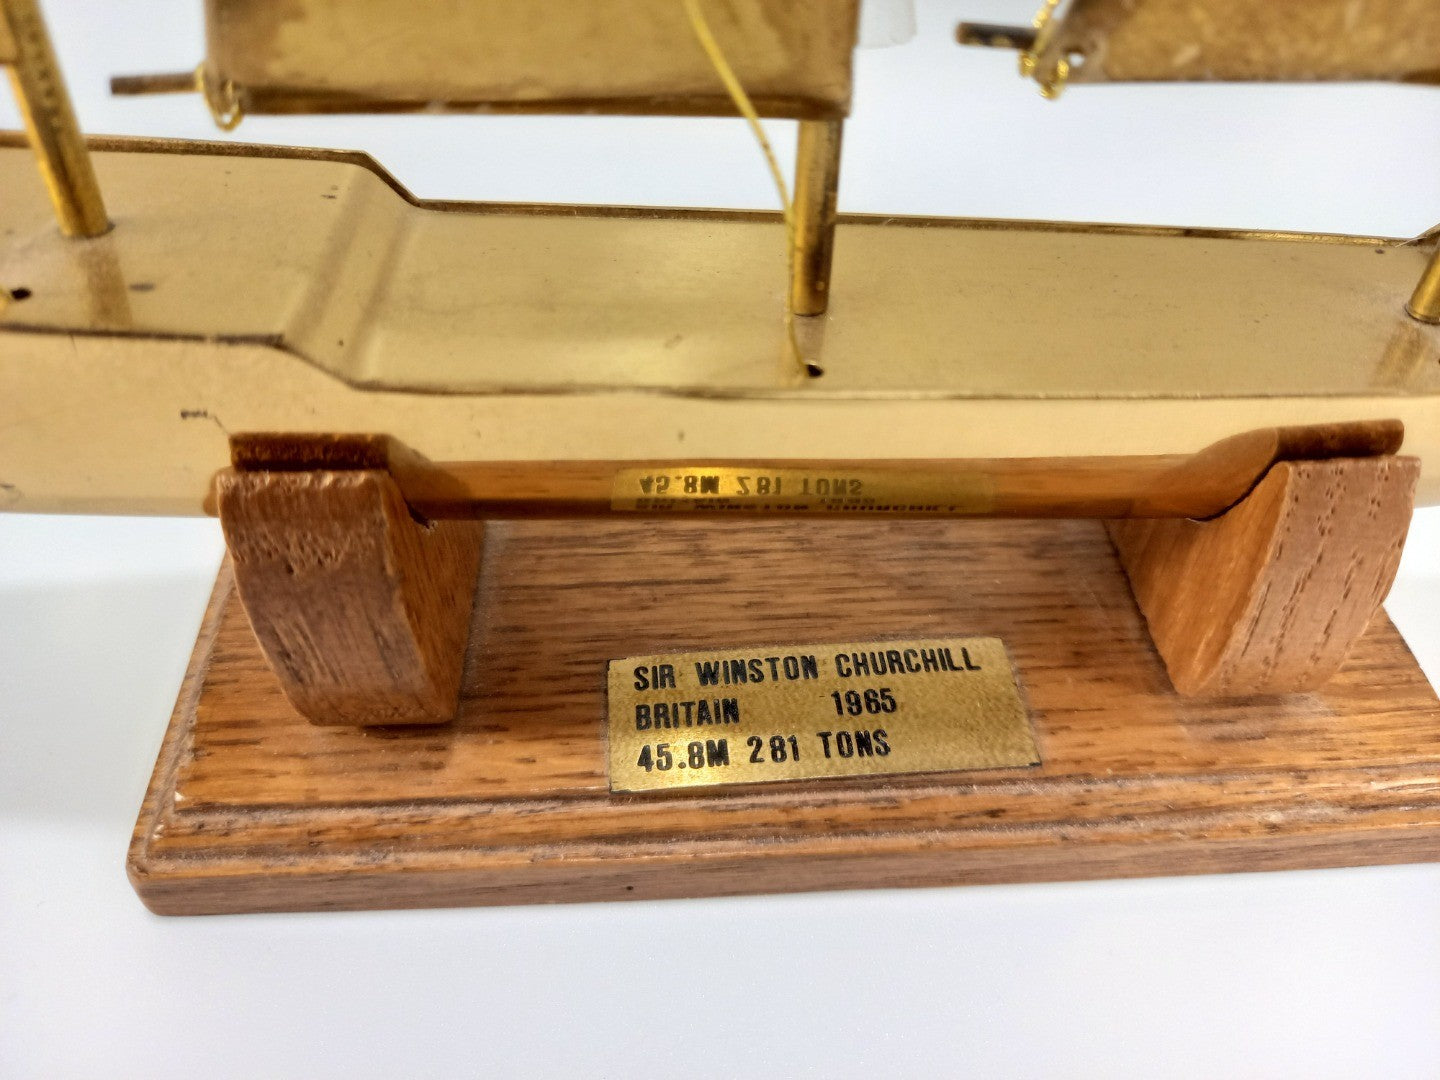 SIR WINSTON CHURCHILL
BRITAIN 1965
45.8M 281 TONS